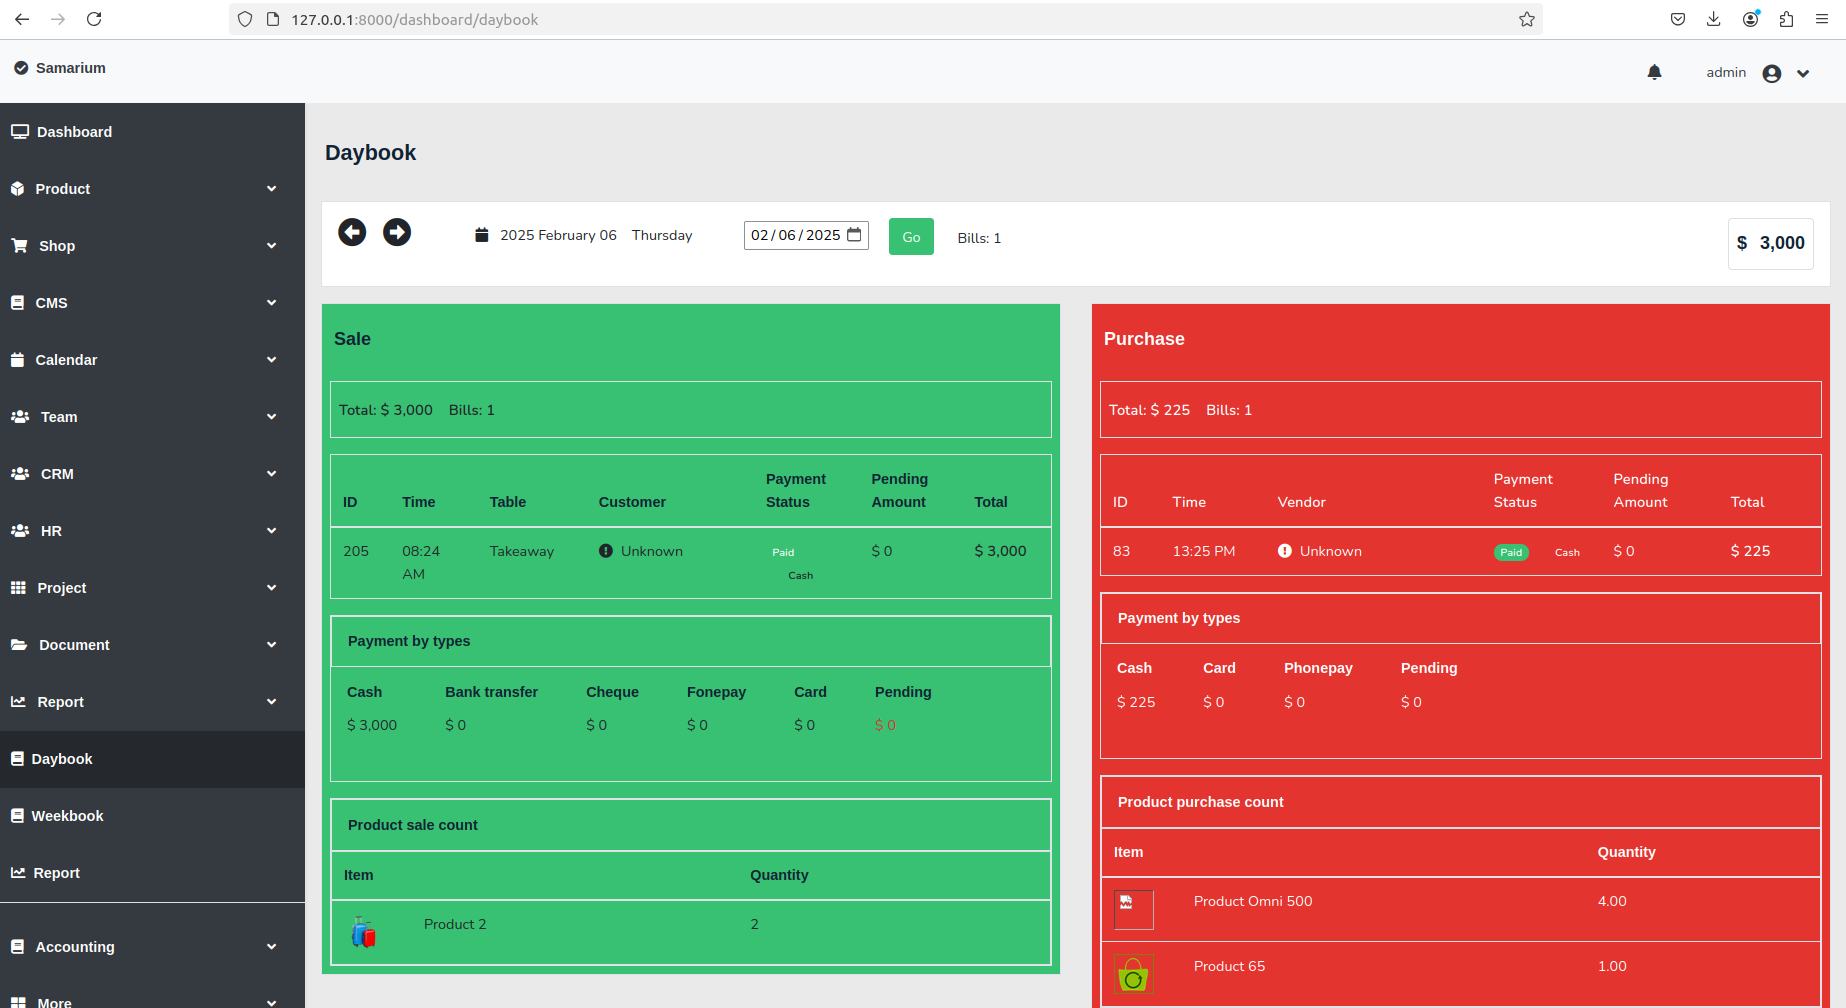 127.0.0.1:8000/dashboard/daybook
Samarium
admin
Dashboard
Product
Shop
CMS
Calendar
Team
CRM
HR
Project
Document
Report
Daybook
Weekbook
Report
Accounting
More
Daybook
2025 February 06 Thursday
02/06/2025
Go
Bills: 1
$ 3,000
Sale
Total: $ 3,000 Bills: 1
ID Time Table Customer Payment Status Pending Amount Total
205 08:24 AM Takeaway Unknown Paid Cash $ 0 $ 3,000
Payment by types
Cash Bank transfer Cheque Fonepay Card Pending
$ 3,000 $ 0 $ 0 $ 0 $ 0 $ 0
Product sale count
Item Quantity
Product 2 2
Purchase
Total: $ 225 Bills: 1
ID Time Vendor Payment Status Pending Amount Total
83 13:25 PM Unknown Paid Cash $ 0 $ 225
Payment by types
Cash Card Phonepay Pending
$ 225 $ 0 $ 0 $ 0
Product purchase count
Item Quantity
Product Omni 500 4.00
Product 65 1.00